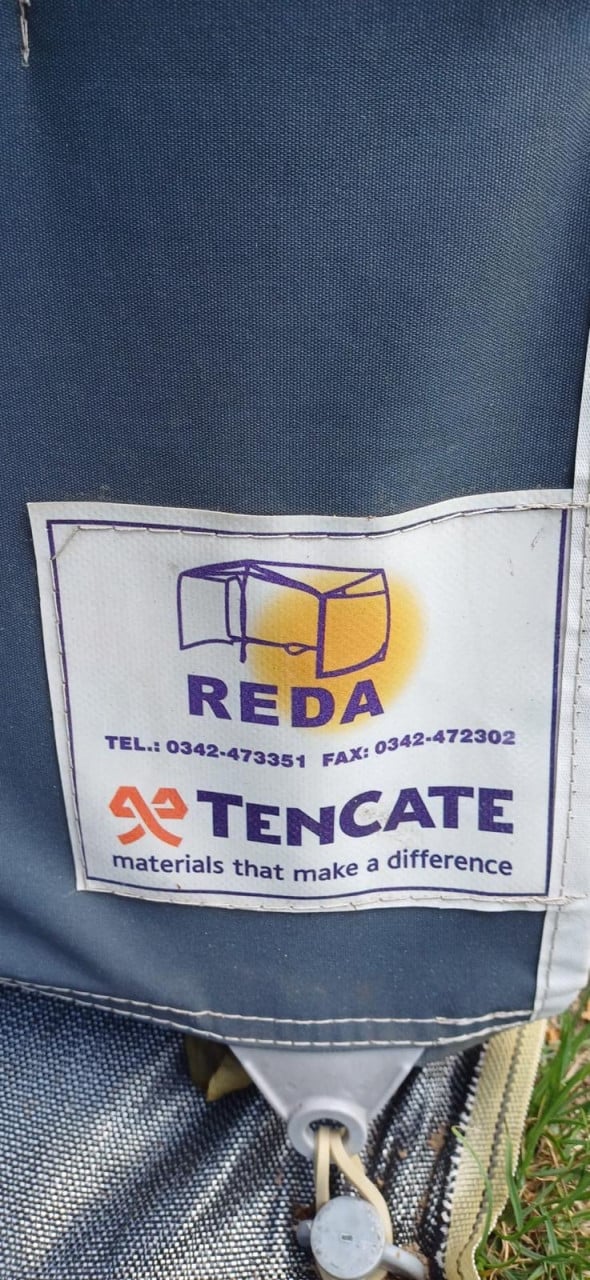 REDA
TEL.: 0342-473351 FAX: 0342-472302
TENCATE
materials that make a difference